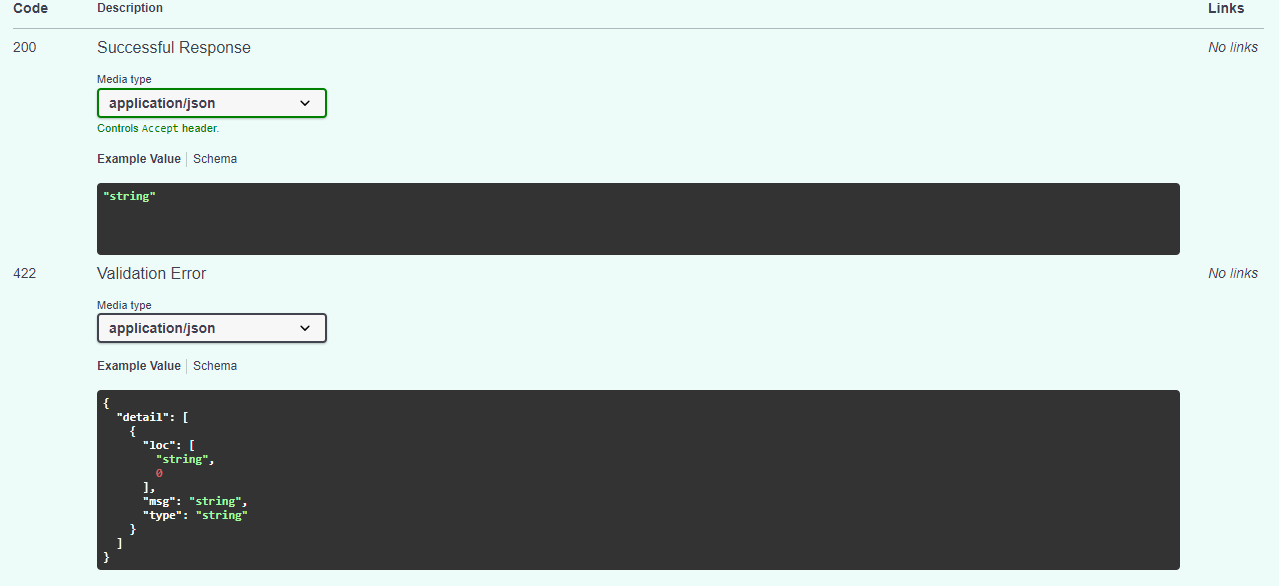 Code Description Links
200 Successful Response No links
Media type
application/json
Controls Accept header.
Example Value Schema
"string"
422 Validation Error No links
Media type
application/json
Example Value Schema
{
  "detail": [
    {
      "loc": [
        "string",
        0
      ],
      "msg": "string",
      "type": "string"
    }
  ]
}